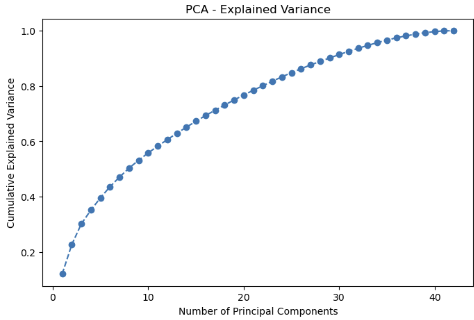 PCA - Explained Variance
Cumulative Explained Variance
1.0
0.8
0.6
0.4
0.2
0 10 20 30 40
Number of Principal Components